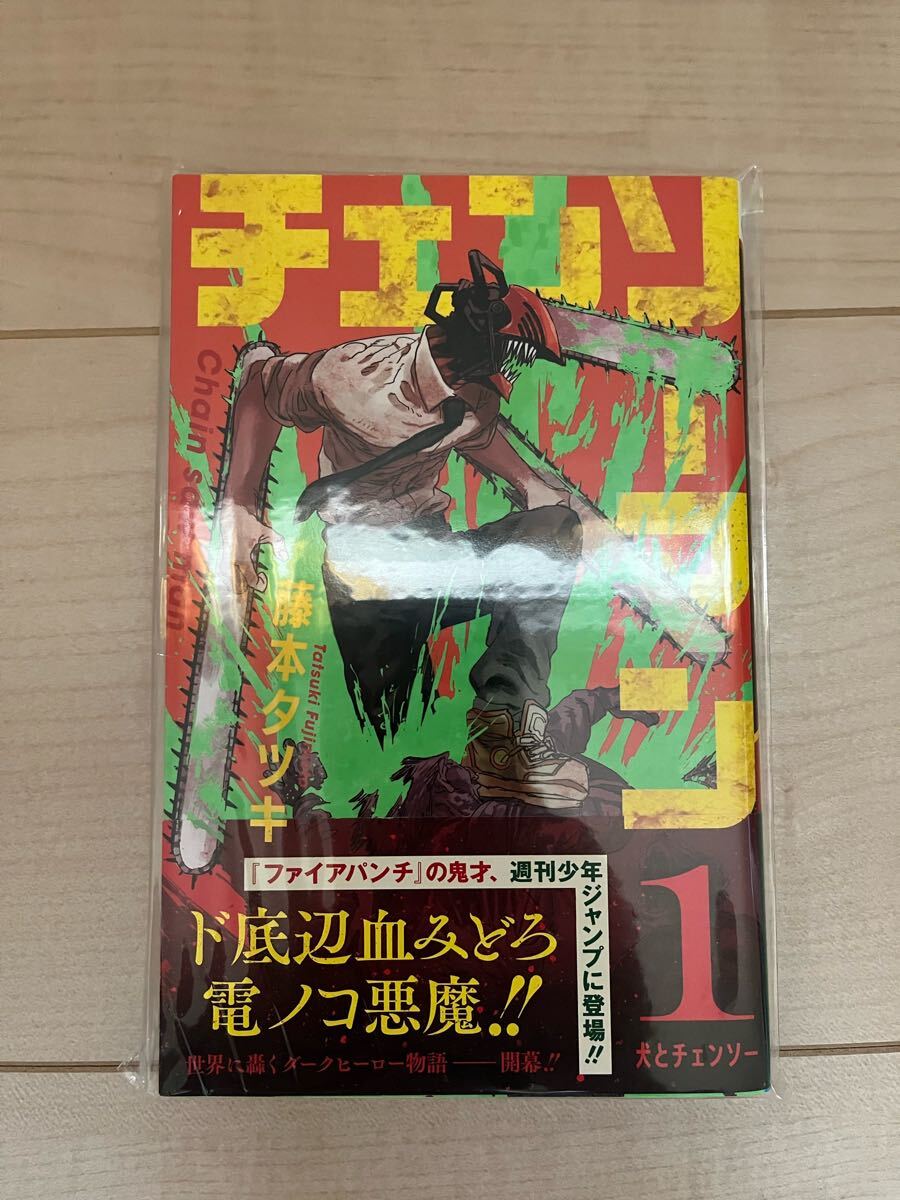 チェンソーマン
Chain saw man
藤本タツキ
Tatsuki Fujimoto
『ファイアパンチ』の鬼才、週刊少年ジャンプに登場!!
ド底辺血みどろ
電ノコ悪魔!!
世界に轟くダークヒーロー物語――開幕!!
1
犬とチェンソー